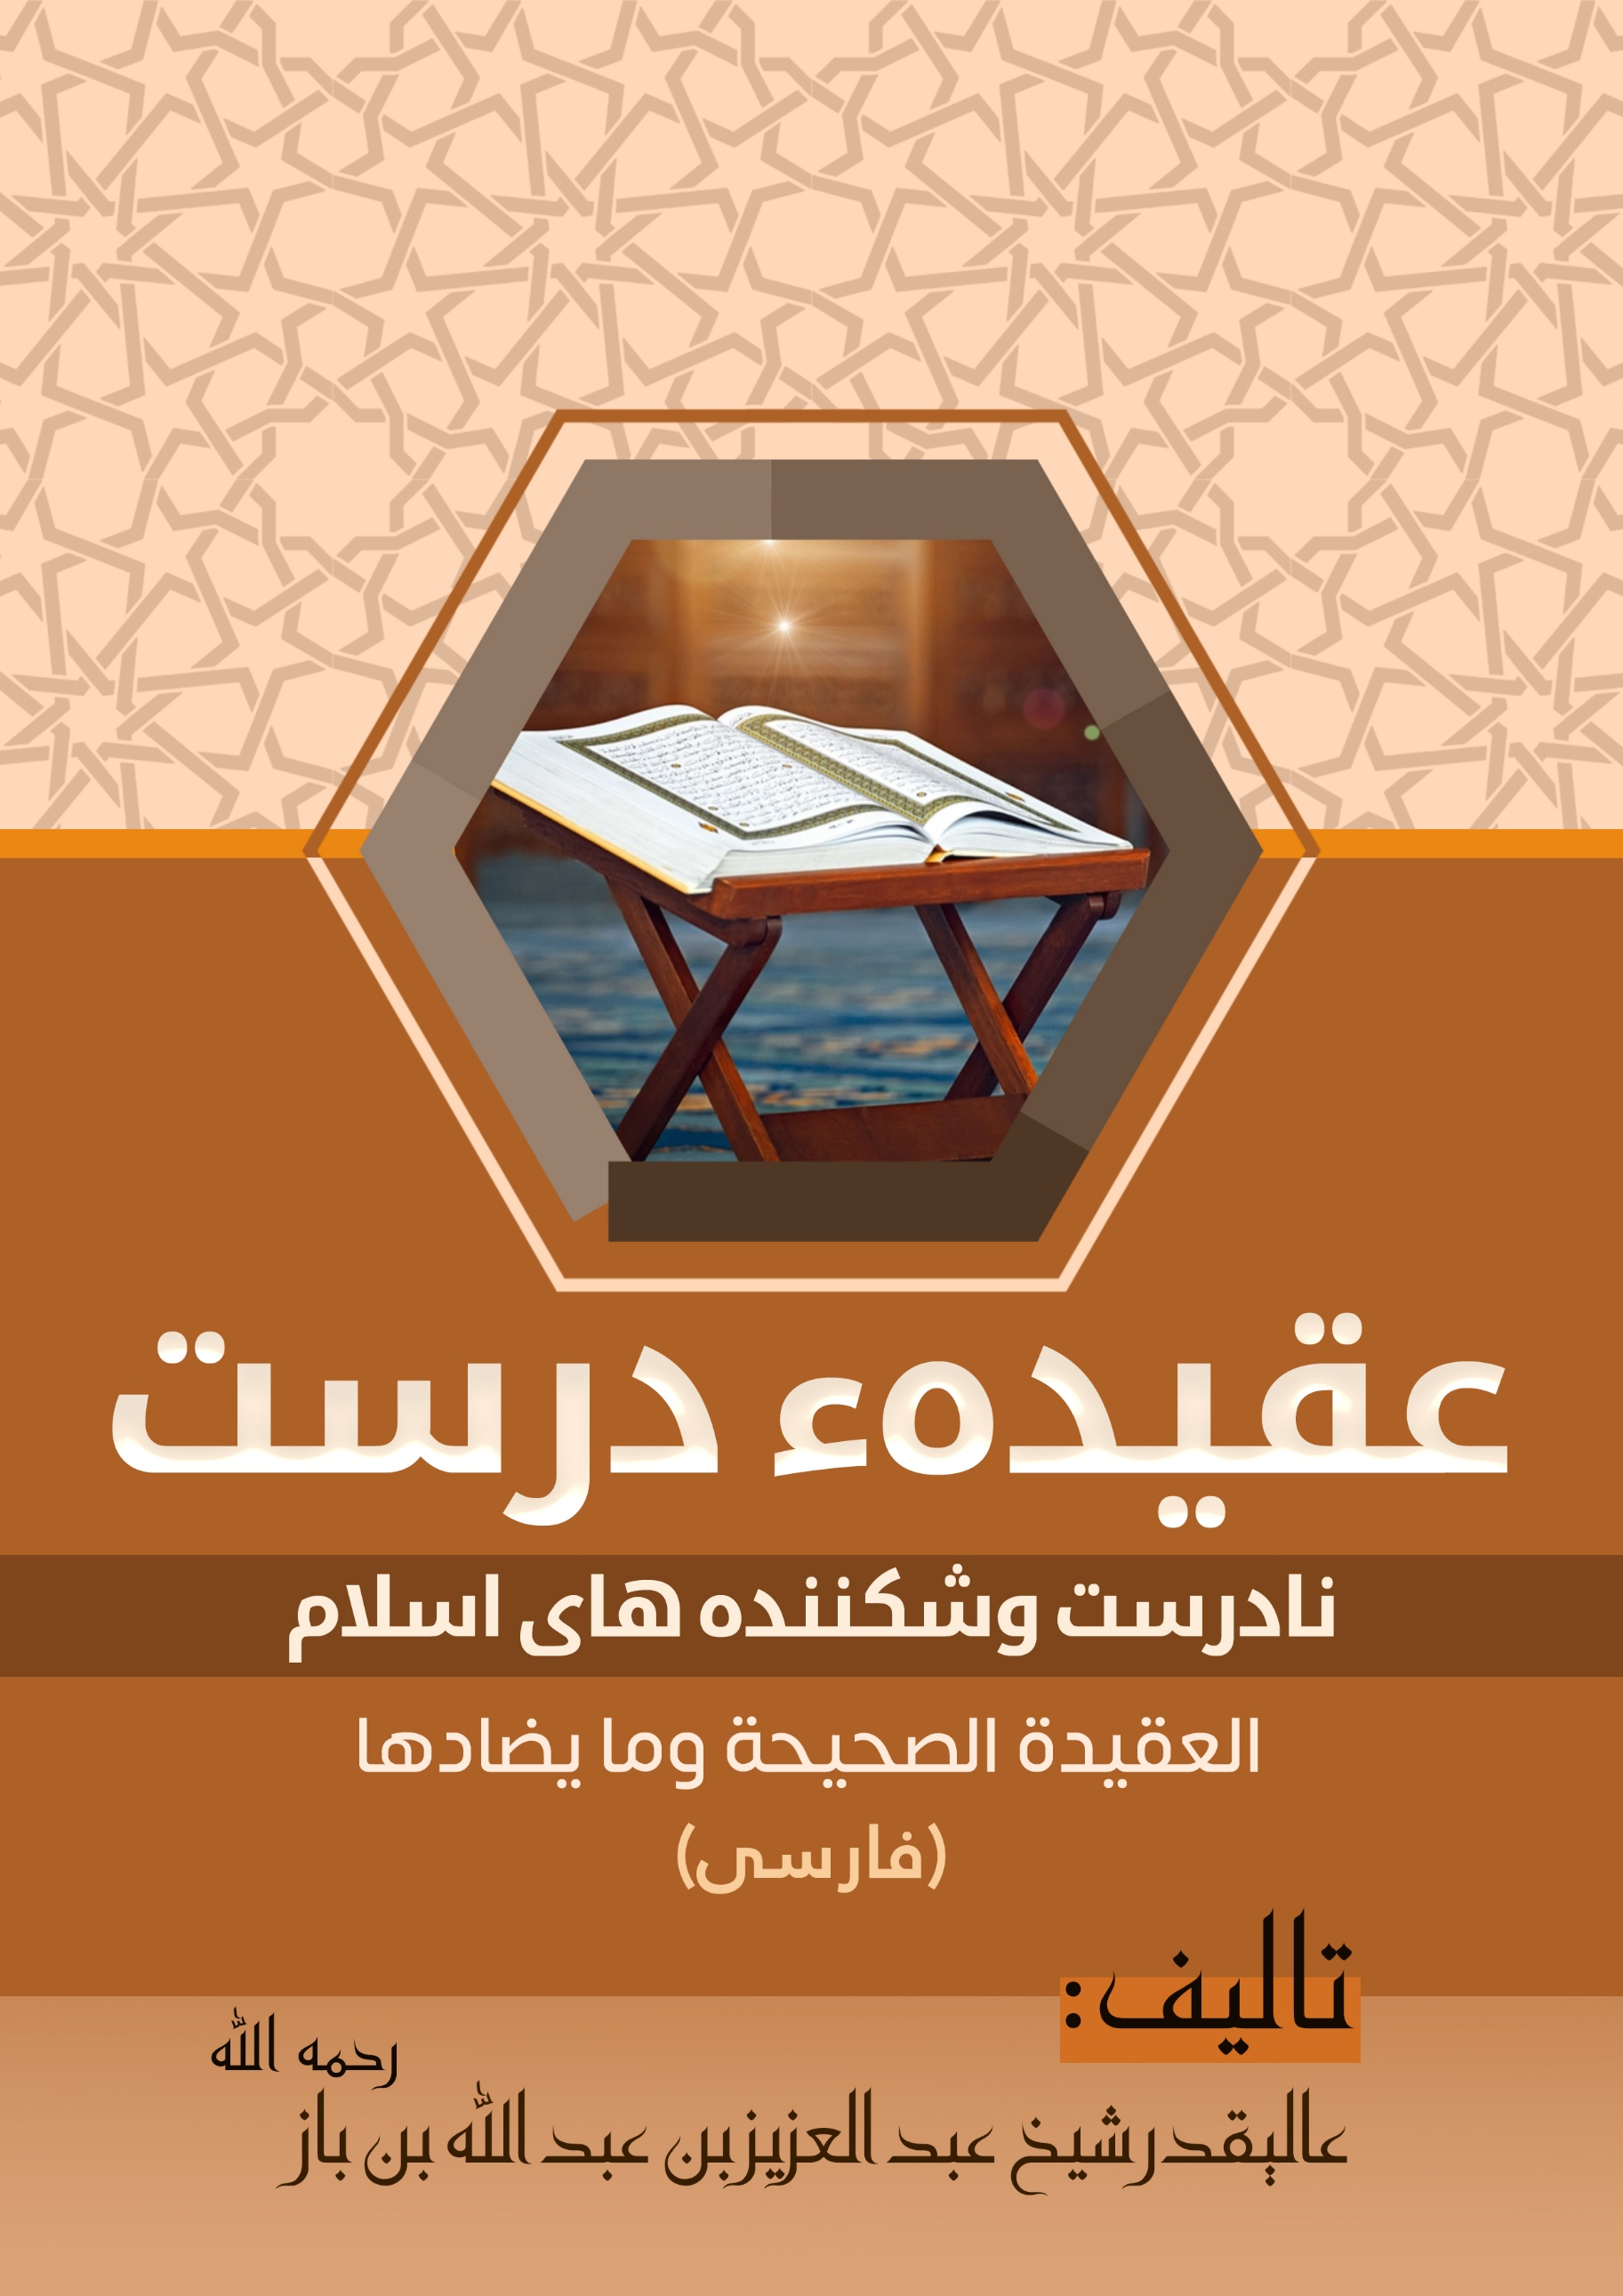 عقیدهء درست
نادرست وشکننده های اسلام
العقيدة الصحيحة وما يضادها
(فارسی)
تالیف:
عالیقدر شیخ عبد العزیز بن عبد الله بن باز
رحمه الله